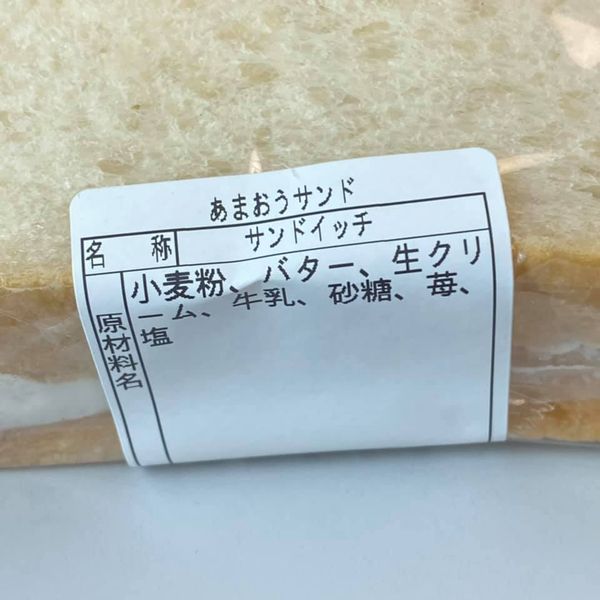 あまおうサンド
名称 サンドイッチ
原材料名
小麦粉、バター、生クリ
ーム、牛乳、砂糖、苺、
塩